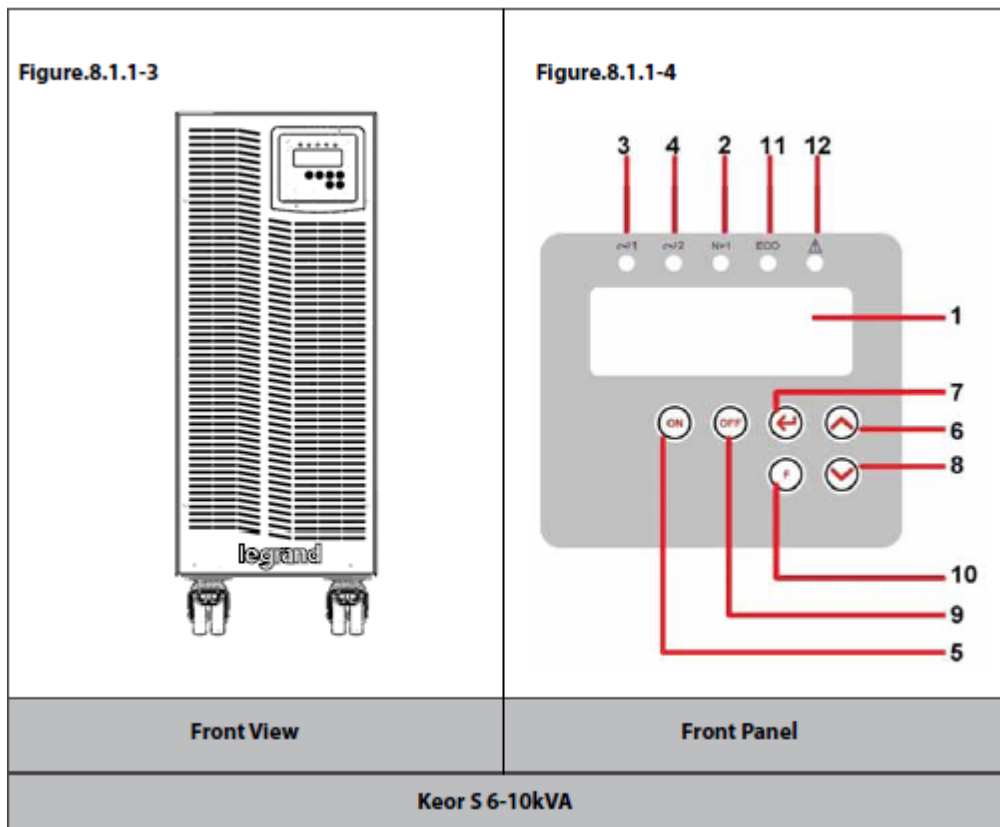 Figure.8.1.1-3
legrand
Front View
Figure.8.1.1-4
3 4 2 11 12
~/1 ~/2 N+1 ECO ⚠
1
7
ON OFF
6
8
F
10
9
5
Front Panel
Keor S 6-10kVA